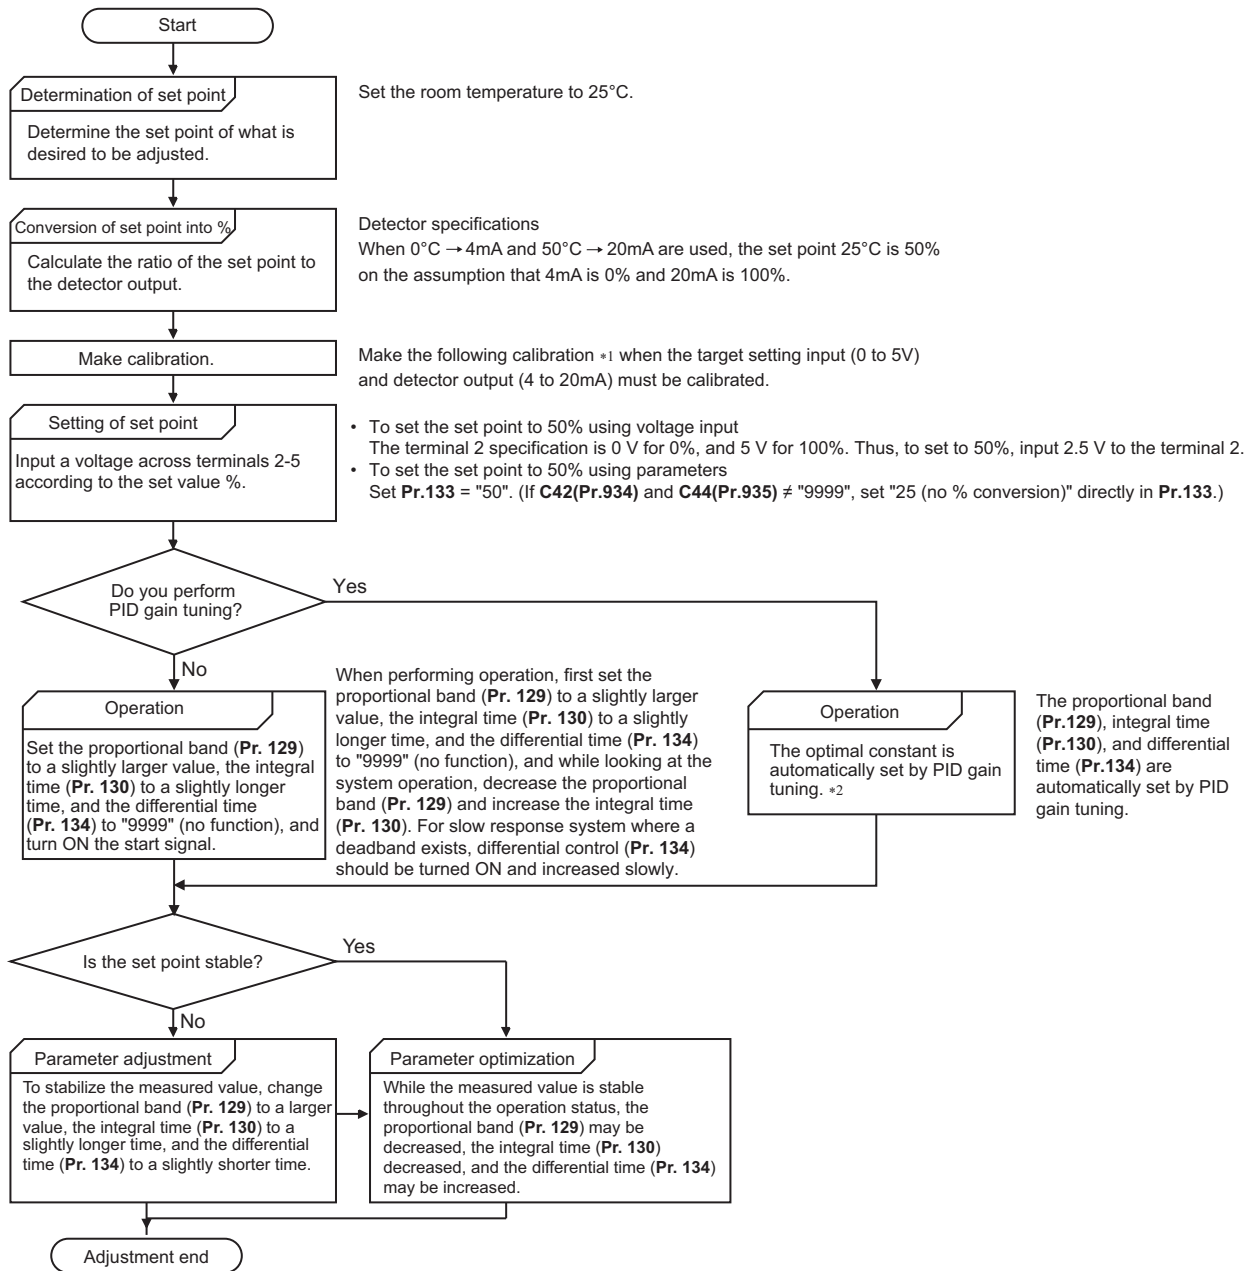 Start
Determination of set point
Determine the set point of what is
desired to be adjusted.
Set the room temperature to 25°C.
Conversion of set point into %
Calculate the ratio of the set point to
the detector output.
Detector specifications
When 0°C → 4mA and 50°C → 20mA are used, the set point 25°C is 50%
on the assumption that 4mA is 0% and 20mA is 100%.
Make calibration.
Make the following calibration *1 when the target setting input (0 to 5V)
and detector output (4 to 20mA) must be calibrated.
Setting of set point
Input a voltage across terminals 2-5
according to the set value %.
• To set the set point to 50% using voltage input
The terminal 2 specification is 0 V for 0%, and 5 V for 100%. Thus, to set to 50%, input 2.5 V to the terminal 2.
• To set the set point to 50% using parameters
Set Pr.133 = "50". (If C42(Pr.934) and C44(Pr.935) ≠ "9999", set "25 (no % conversion)" directly in Pr.133.)
Do you perform
PID gain tuning?
Yes
No
Operation
Set the proportional band (Pr. 129)
to a slightly larger value, the integral
time (Pr. 130) to a slightly longer
time, and the differential time
(Pr. 134) to "9999" (no function), and
turn ON the start signal.
When performing operation, first set the
proportional band (Pr. 129) to a slightly larger
value, the integral time (Pr. 130) to a slightly
longer time, and the differential time (Pr. 134)
to "9999" (no function), and while looking at the
system operation, decrease the proportional
band (Pr. 129) and increase the integral time
(Pr. 130). For slow response system where a
deadband exists, differential control (Pr. 134)
should be turned ON and increased slowly.
Operation
The optimal constant is
automatically set by PID gain
tuning. *2
The proportional band
(Pr.129), integral time
(Pr.130), and differential
time (Pr.134) are
automatically set by PID
gain tuning.
Is the set point stable?
Yes
No
Parameter adjustment
To stabilize the measured value, change
the proportional band (Pr. 129) to a larger
value, the integral time (Pr. 130) to a
slightly longer time, and the differential
time (Pr. 134) to a slightly shorter time.
Parameter optimization
While the measured value is stable
throughout the operation status, the
proportional band (Pr. 129) may be
decreased, the integral time (Pr. 130)
decreased, and the differential time (Pr. 134)
may be increased.
Adjustment end